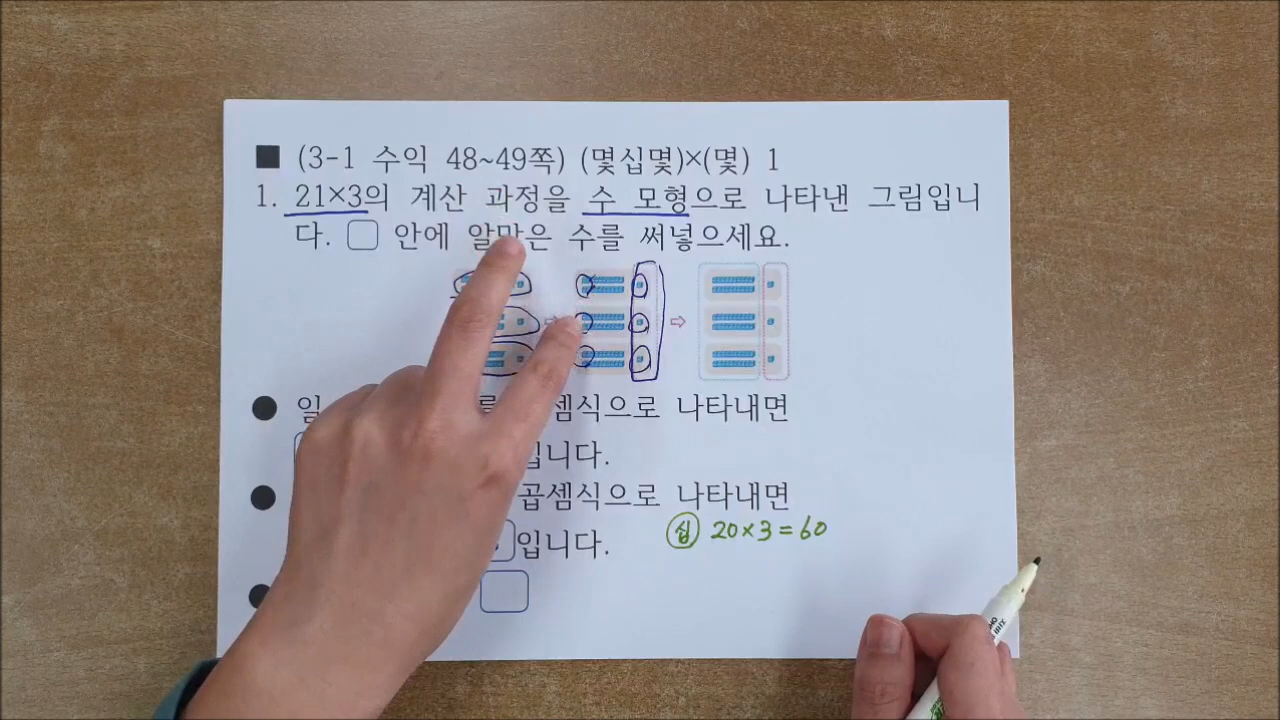 ■ (3-1 수익 48~49쪽) (몇십몇)×(몇) 1
1. 21×3의 계산 과정을 수 모형으로 나타낸 그림입니
다. □ 안에 알맞은 수를 써넣으세요.
● 일 셈식으로 나타내면
입니다.
● 곱셈식으로 나타내면
입니다.
십 20×3=60